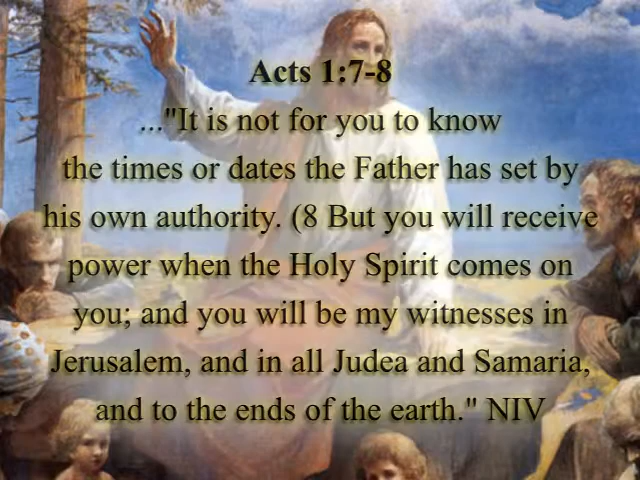 Acts 1:7-8
..."It is not for you to know
the times or dates the Father has set by
his own authority. (8 But you will receive
power when the Holy Spirit comes on
you; and you will be my witnesses in
Jerusalem, and in all Judea and Samaria,
and to the ends of the earth." NIV